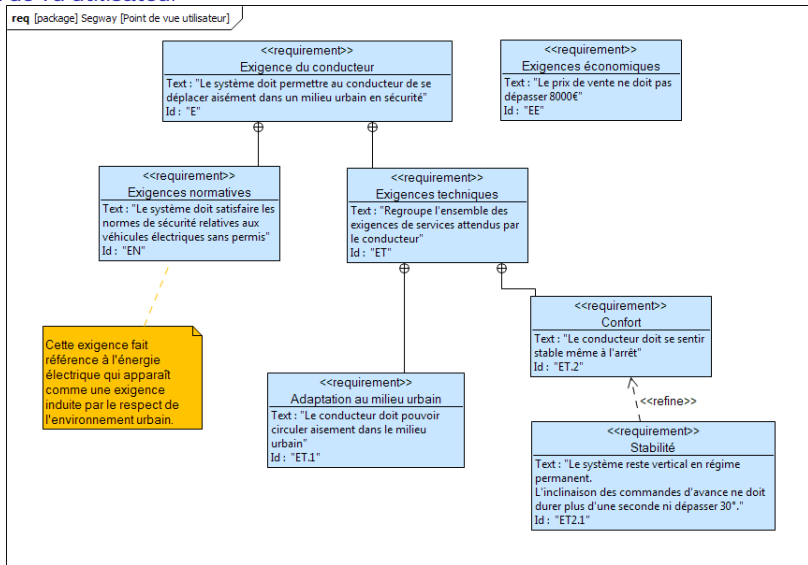 req [package] Segway [Point de vue utilisateur]
<<requirement>>
Exigence du conducteur
Text : "Le système doit permettre au conducteur de se
déplacer aisément dans un milieu urbain en sécurité"
Id : "E"
<<requirement>>
Exigences économiques
Text : "Le prix de vente ne doit pas
dépasser 8000€"
Id : "EE"
<<requirement>>
Exigences normatives
Text : "Le système doit satisfaire les
normes de sécurité relatives aux
véhicules électriques sans permis"
Id : "EN"
<<requirement>>
Exigences techniques
Text : "Regroupe l'ensemble des
exigences de services attendus par
le conducteur"
Id : "ET"
Cette exigence fait
référence à l'énergie
électrique qui apparaît
comme une exigence
induite par le respect de
l'environnement urbain.
<<requirement>>
Confort
Text : "Le conducteur doit se sentir
stable même à l'arrêt"
Id : "ET.2"
<<requirement>>
Adaptation au milieu urbain
Text : "Le conducteur doit pouvoir
circuler aisement dans le milieu
urbain"
Id : "ET.1"
<<refine>>
<<requirement>>
Stabilité
Text : "Le système reste vertical en régime
permanent.
L'inclinaison des commandes d'avance ne doit
durer plus d'une seconde ni dépasser 30°."
Id : "ET2.1"